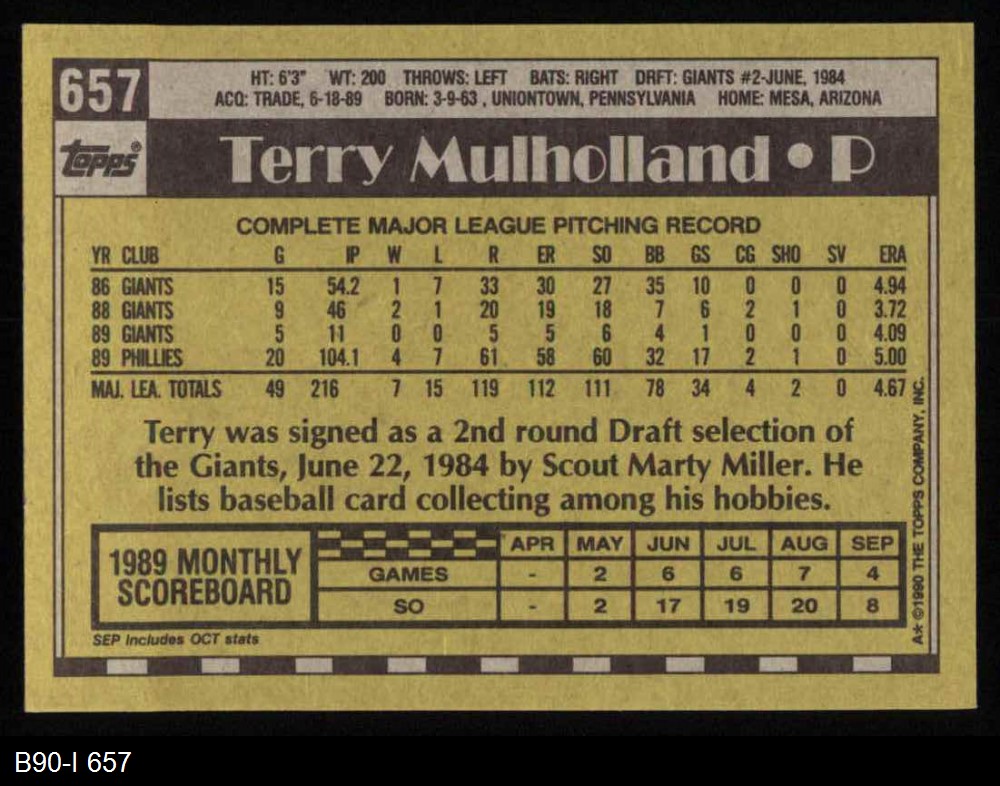 657
HT: 6'3" WT: 200 THROWS: LEFT BATS: RIGHT DRFT: GIANTS #2-JUNE, 1984
ACQ: TRADE, 6-18-89 BORN: 3-9-63 , UNIONTOWN, PENNSYLVANIA HOME: MESA, ARIZONA
topps®
Terry Mulholland • P
COMPLETE MAJOR LEAGUE PITCHING RECORD
YR CLUB G IP W L R ER SO BB GS CG SHO SV ERA
86 GIANTS 15 54.2 1 7 33 30 27 35 10 0 0 0 4.94
88 GIANTS 9 46 2 1 20 19 18 7 6 2 1 0 3.72
89 GIANTS 5 11 0 0 5 5 6 4 1 0 0 0 4.09
89 PHILLIES 20 104.1 4 7 61 58 60 32 17 2 1 0 5.00
MAJ. LEA. TOTALS 49 216 7 15 119 112 111 78 34 4 2 0 4.67
Terry was signed as a 2nd round Draft selection of
the Giants, June 22, 1984 by Scout Marty Miller. He
lists baseball card collecting among his hobbies.
1989 MONTHLY
SCOREBOARD
APR MAY JUN JUL AUG SEP
GAMES - 2 6 6 7 4
SO - 2 17 19 20 8
SEP Includes OCT stats
A* ©1990 THE TOPPS COMPANY, INC.
B90-I 657